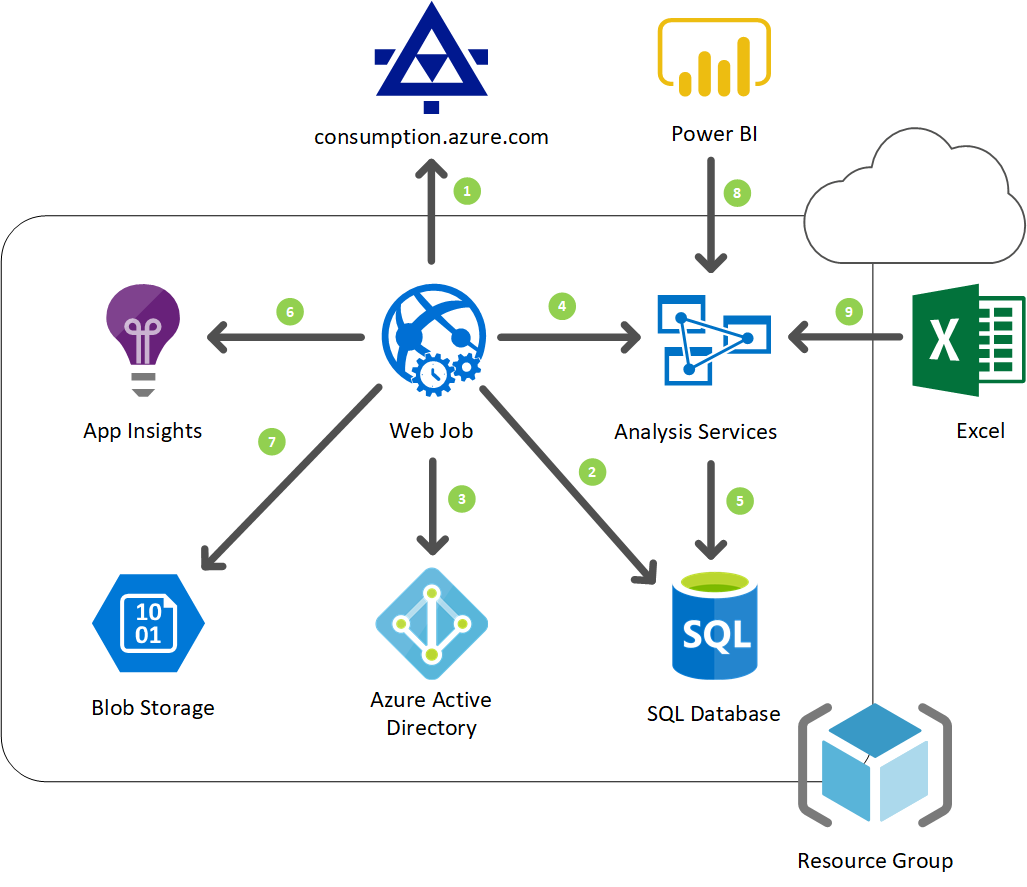 consumption.azure.com
Power BI
1
8
6
4
9
X
App Insights
Web Job
Analysis Services
Excel
7
2
3
5
10
01
SQL
Blob Storage
Azure Active
Directory
SQL Database
Resource Group